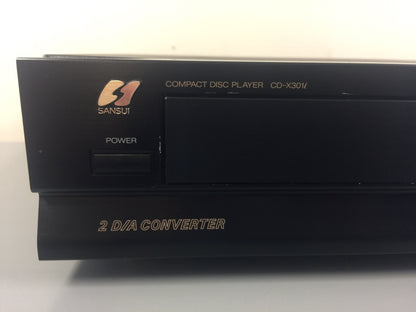 SANSUI
COMPACT DISC PLAYER CD-X301i
POWER
2 D/A CONVERTER